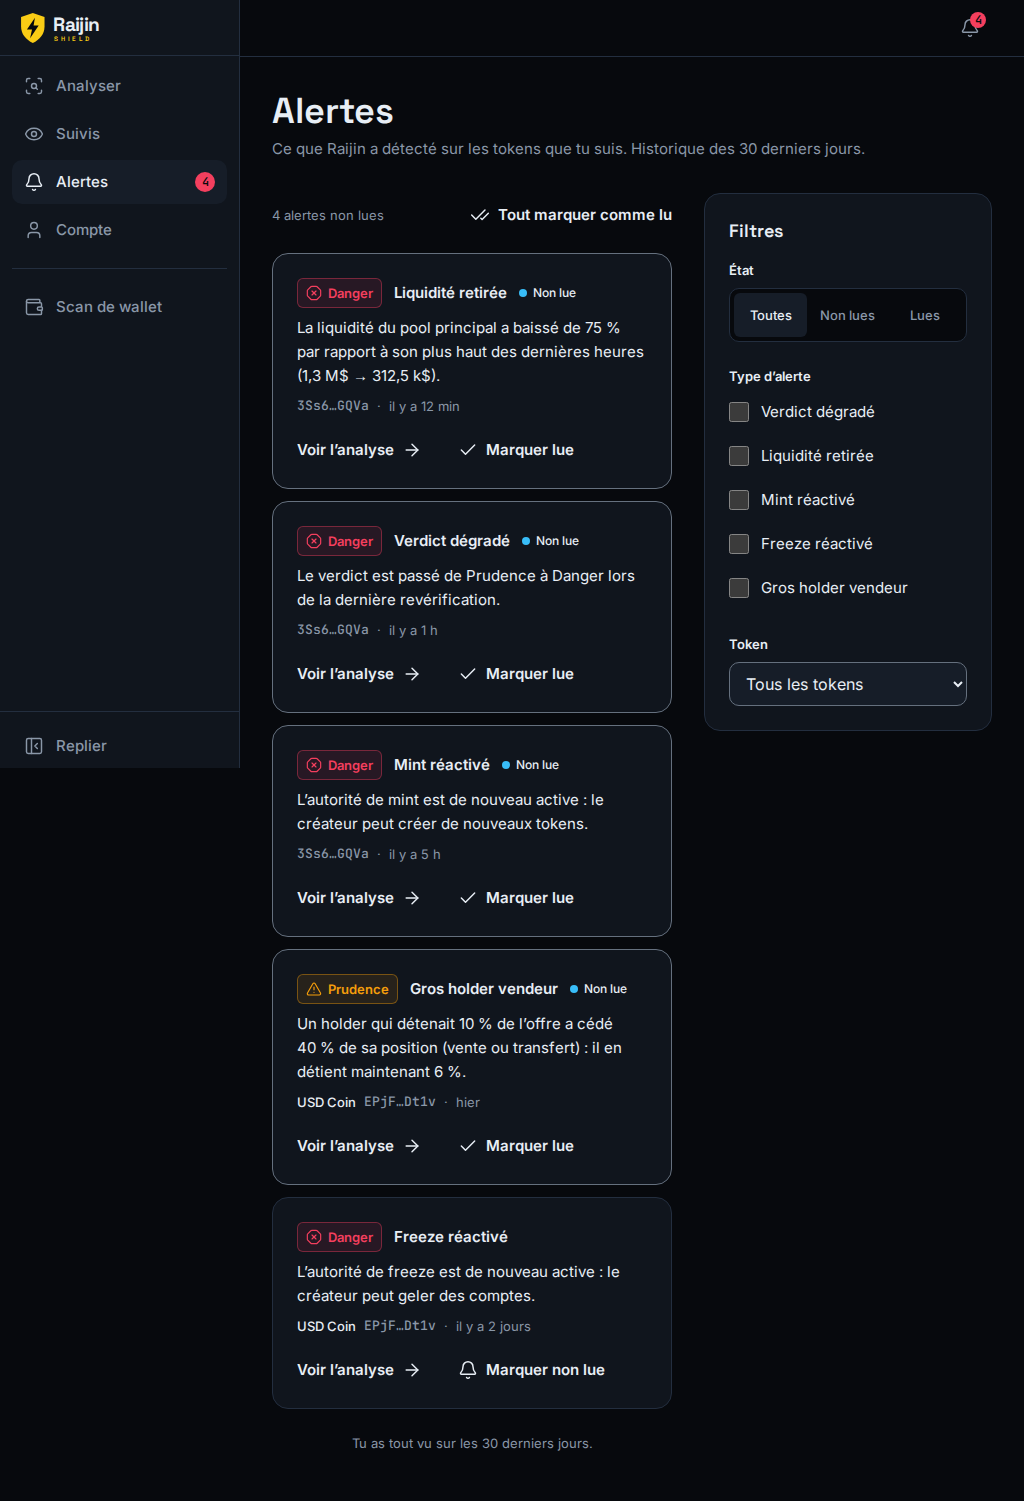 Raijin
SHIELD
4
Analyser
Suivis
Alertes
4
Compte
Scan de wallet
Replier
Alertes
Ce que Raijin a détecté sur les tokens que tu suis. Historique des 30 derniers jours.
4 alertes non lues
Tout marquer comme lu
Danger
Liquidité retirée
Non lue
La liquidité du pool principal a baissé de 75 %
par rapport à son plus haut des dernières heures
(1,3 M$ → 312,5 k$).
3Ss6…GQVa · il y a 12 min
Voir l’analyse →
Marquer lue
Danger
Verdict dégradé
Non lue
Le verdict est passé de Prudence à Danger lors
de la dernière revérification.
3Ss6…GQVa · il y a 1 h
Voir l’analyse →
Marquer lue
Danger
Mint réactivé
Non lue
L’autorité de mint est de nouveau active : le
créateur peut créer de nouveaux tokens.
3Ss6…GQVa · il y a 5 h
Voir l’analyse →
Marquer lue
Prudence
Gros holder vendeur
Non lue
Un holder qui détenait 10 % de l’offre a cédé
40 % de sa position (vente ou transfert) : il en
détient maintenant 6 %.
USD Coin EPjF…Dt1v · hier
Voir l’analyse →
Marquer lue
Danger
Freeze réactivé
L’autorité de freeze est de nouveau active : le
créateur peut geler des comptes.
USD Coin EPjF…Dt1v · il y a 2 jours
Voir l’analyse →
Marquer non lue
Tu as tout vu sur les 30 derniers jours.
Filtres
État
Toutes
Non lues
Lues
Type d’alerte
Verdict dégradé
Liquidité retirée
Mint réactivé
Freeze réactivé
Gros holder vendeur
Token
Tous les tokens